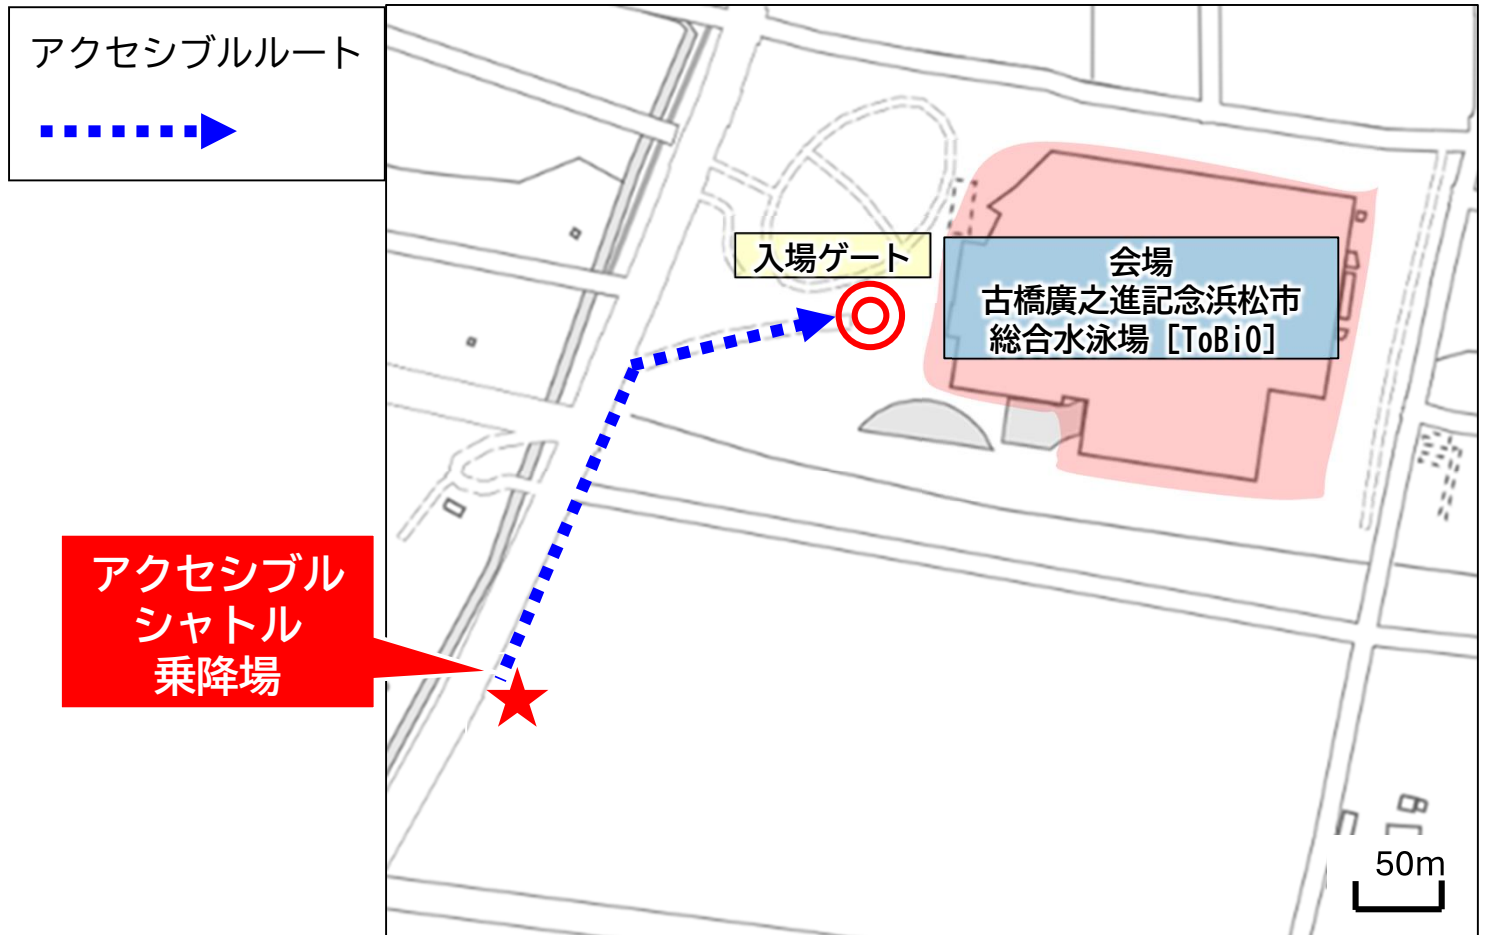 アクセシブルルート
入場ゲート
会場
古橋廣之進記念浜松市
総合水泳場［ToBiO］
アクセシブル
シャトル
乗降場
50m